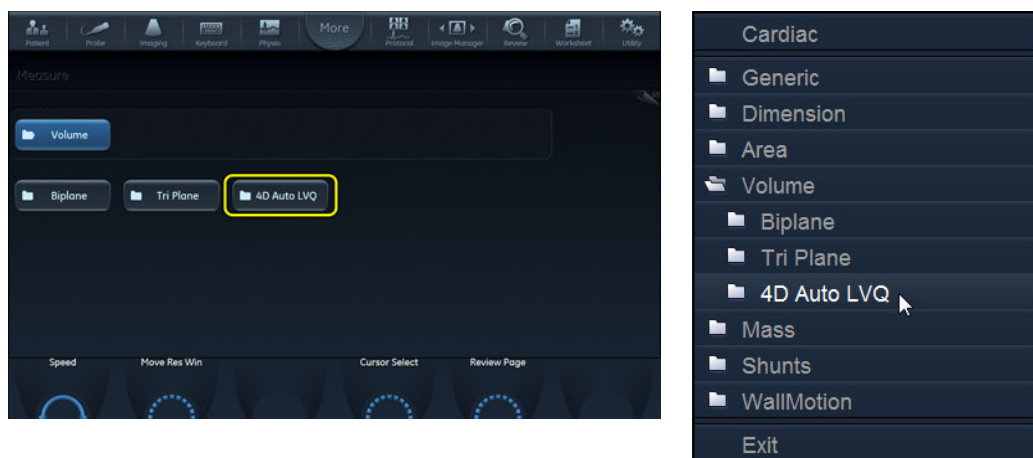 Patient Probe Imaging Keyboard Physio More Protocol Image Manager Review Worksheet Utility
Measure
Volume
Biplane Tri Plane 4D Auto LVQ
Speed Move Res Win Cursor Select Review Page
Cardiac
Generic
Dimension
Area
Volume
Biplane
Tri Plane
4D Auto LVQ
Mass
Shunts
WallMotion
Exit